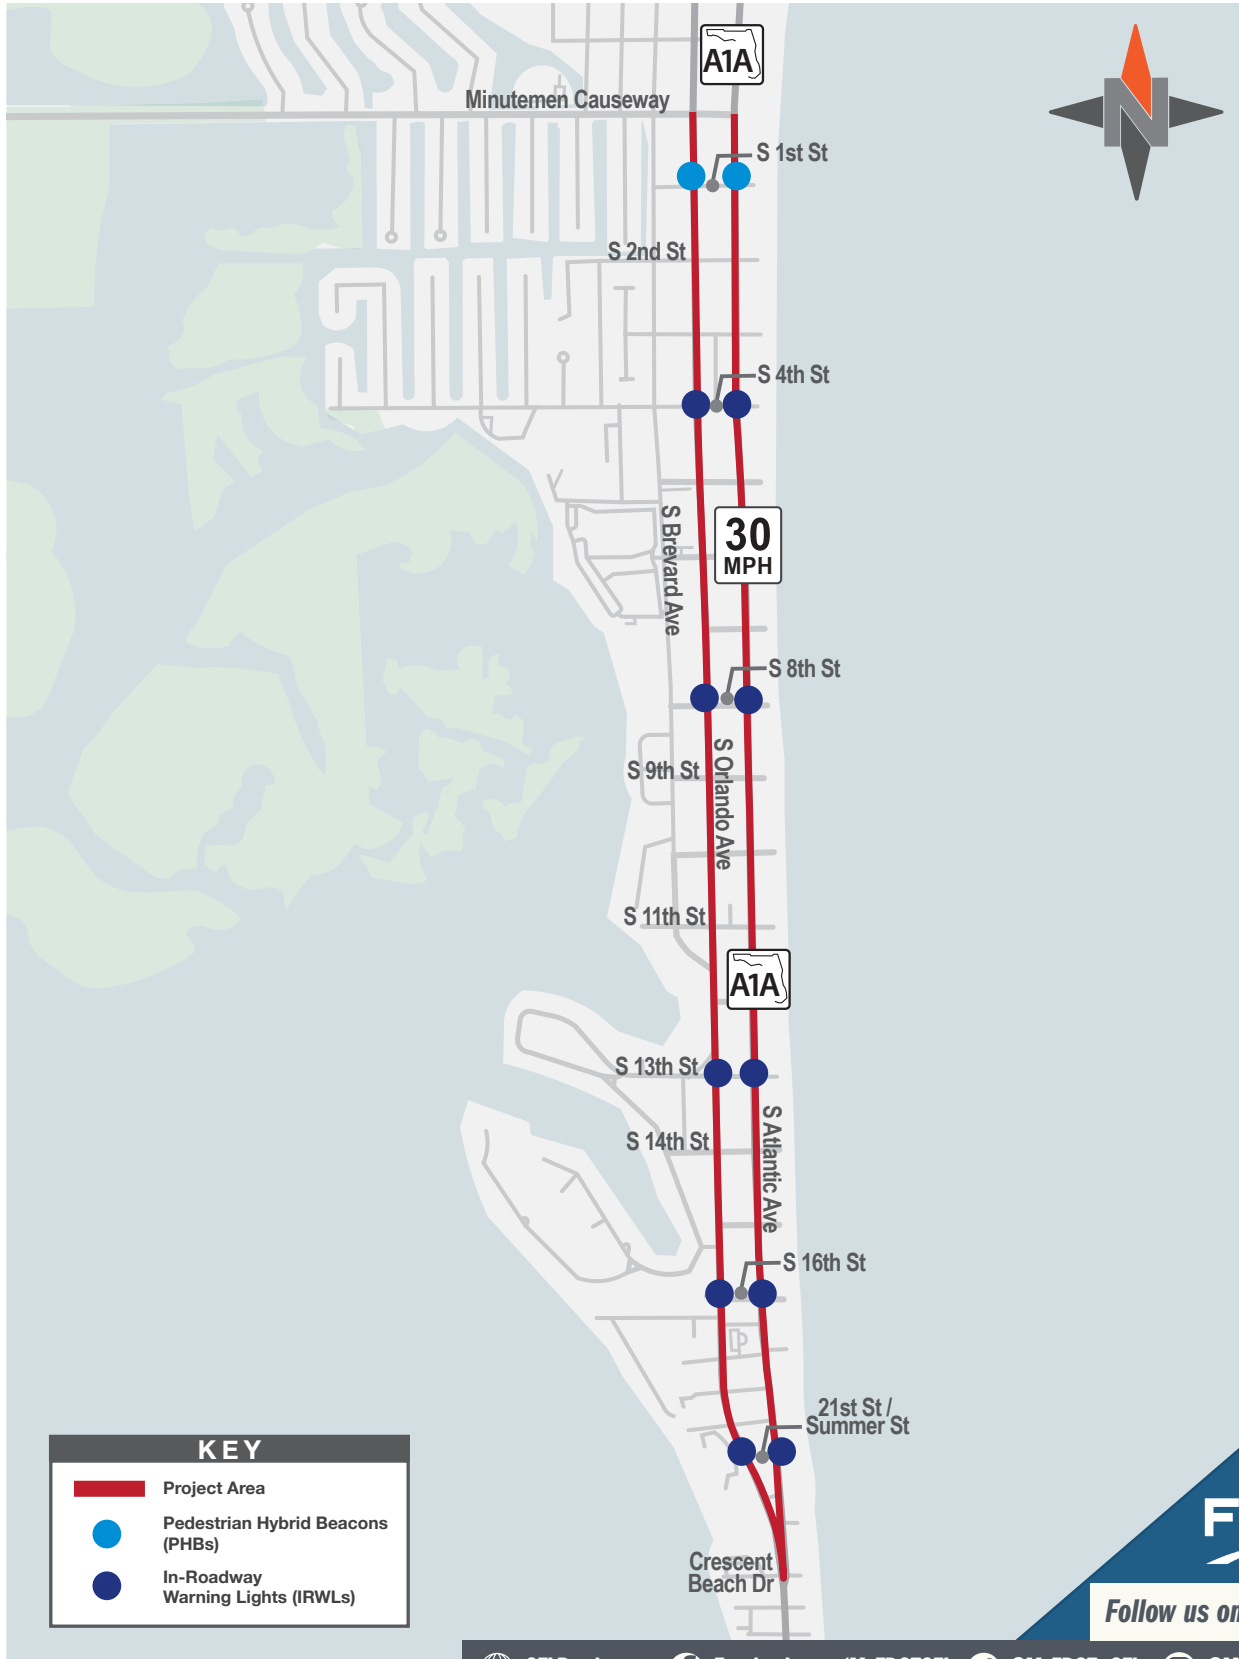 A1A
Minutemen Causeway
N
S 1st St
S 2nd St
S 4th St
S Brevard Ave
30
MPH
S 8th St
S Orlando Ave
S 9th St
S 11th St
A1A
S 13th St
S Atlantic Ave
S 14th St
S 16th St
21st St /
Summer St
Crescent
Beach Dr
KEY
Project Area
Pedestrian Hybrid Beacons
(PHBs)
In-Roadway
Warning Lights (IRWLs)
F
Follow us on